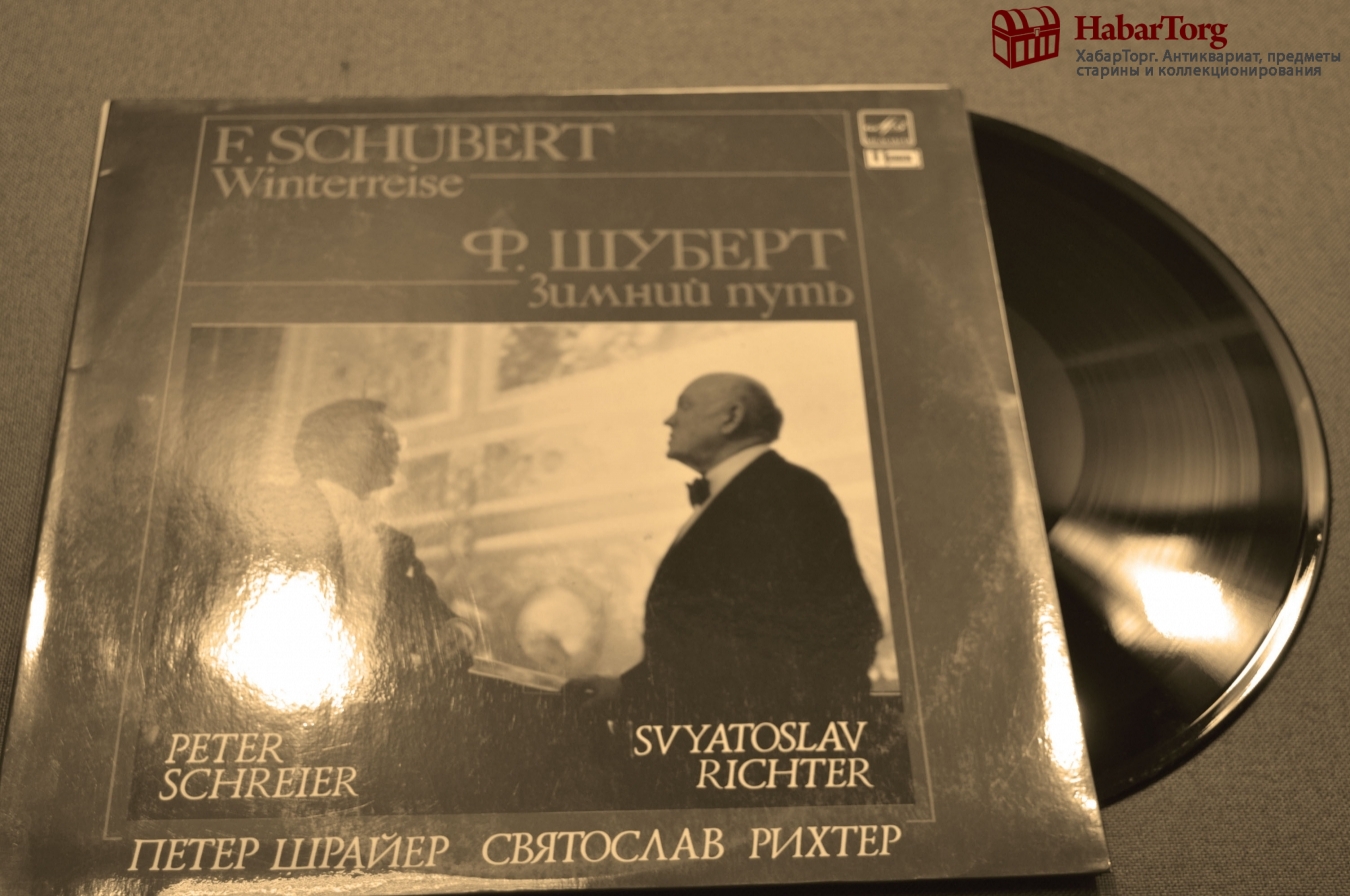 HabarTorg
ХабарТорг. Антиквариат, предметы
старины и коллекционирования
F. SCHUBERT
Winterreise
Ф. ШУБЕРТ
Зимний путь
PETER
SCHREIER
SVYATOSLAV
RICHTER
ПЕТЕР ШРАЙЕР СВЯТОСЛАВ РИХТЕР